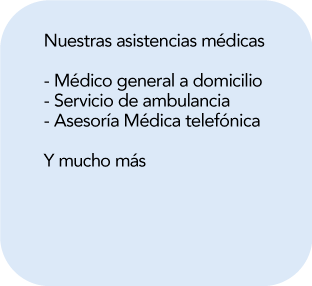 Nuestras asistencias médicas
- Médico general a domicilio
- Servicio de ambulancia
- Asesoría Médica telefónica
Y mucho más